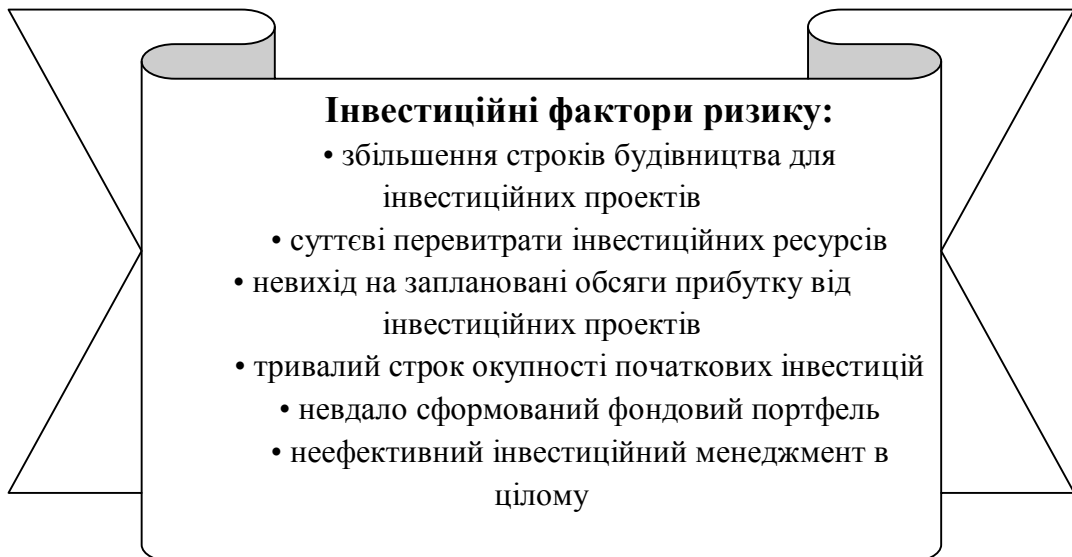 Інвестиційні фактори ризику:
• збільшення строків будівництва для
інвестиційних проектів
• суттєві перевитрати інвестиційних ресурсів
• невихід на заплановані обсяги прибутку від
інвестиційних проектів
• тривалий строк окупності початкових інвестицій
• невдало сформований фондовий портфель
• неефективний інвестиційний менеджмент в
цілому